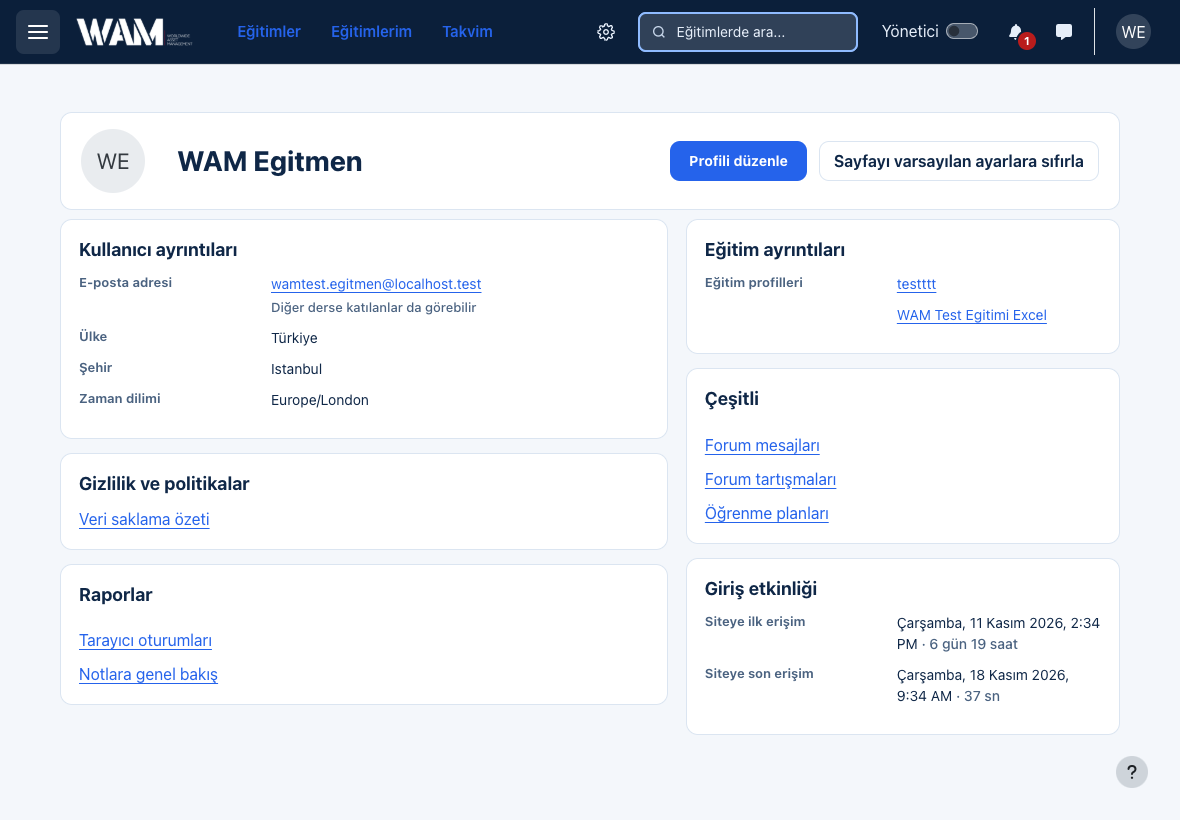 WAM WORLDWIDE ASSET MANAGEMENT
Eğitimler
Eğitimlerim
Takvim
Eğitimlerde ara...
Yönetici
1
WE
WE
WAM Egitmen
Profili düzenle
Sayfayı varsayılan ayarlara sıfırla
Kullanıcı ayrıntıları
E-posta adresi
wamtest.egitmen@localhost.test
Diğer derse katılanlar da görebilir
Ülke
Türkiye
Şehir
Istanbul
Zaman dilimi
Europe/London
Gizlilik ve politikalar
Veri saklama özeti
Raporlar
Tarayıcı oturumları
Notlara genel bakış
Eğitim ayrıntıları
Eğitim profilleri
testttt
WAM Test Egitimi Excel
Çeşitli
Forum mesajları
Forum tartışmaları
Öğrenme planları
Giriş etkinliği
Siteye ilk erişim
Çarşamba, 11 Kasım 2026, 2:34
PM · 6 gün 19 saat
Siteye son erişim
Çarşamba, 18 Kasım 2026,
9:34 AM · 37 sn
?